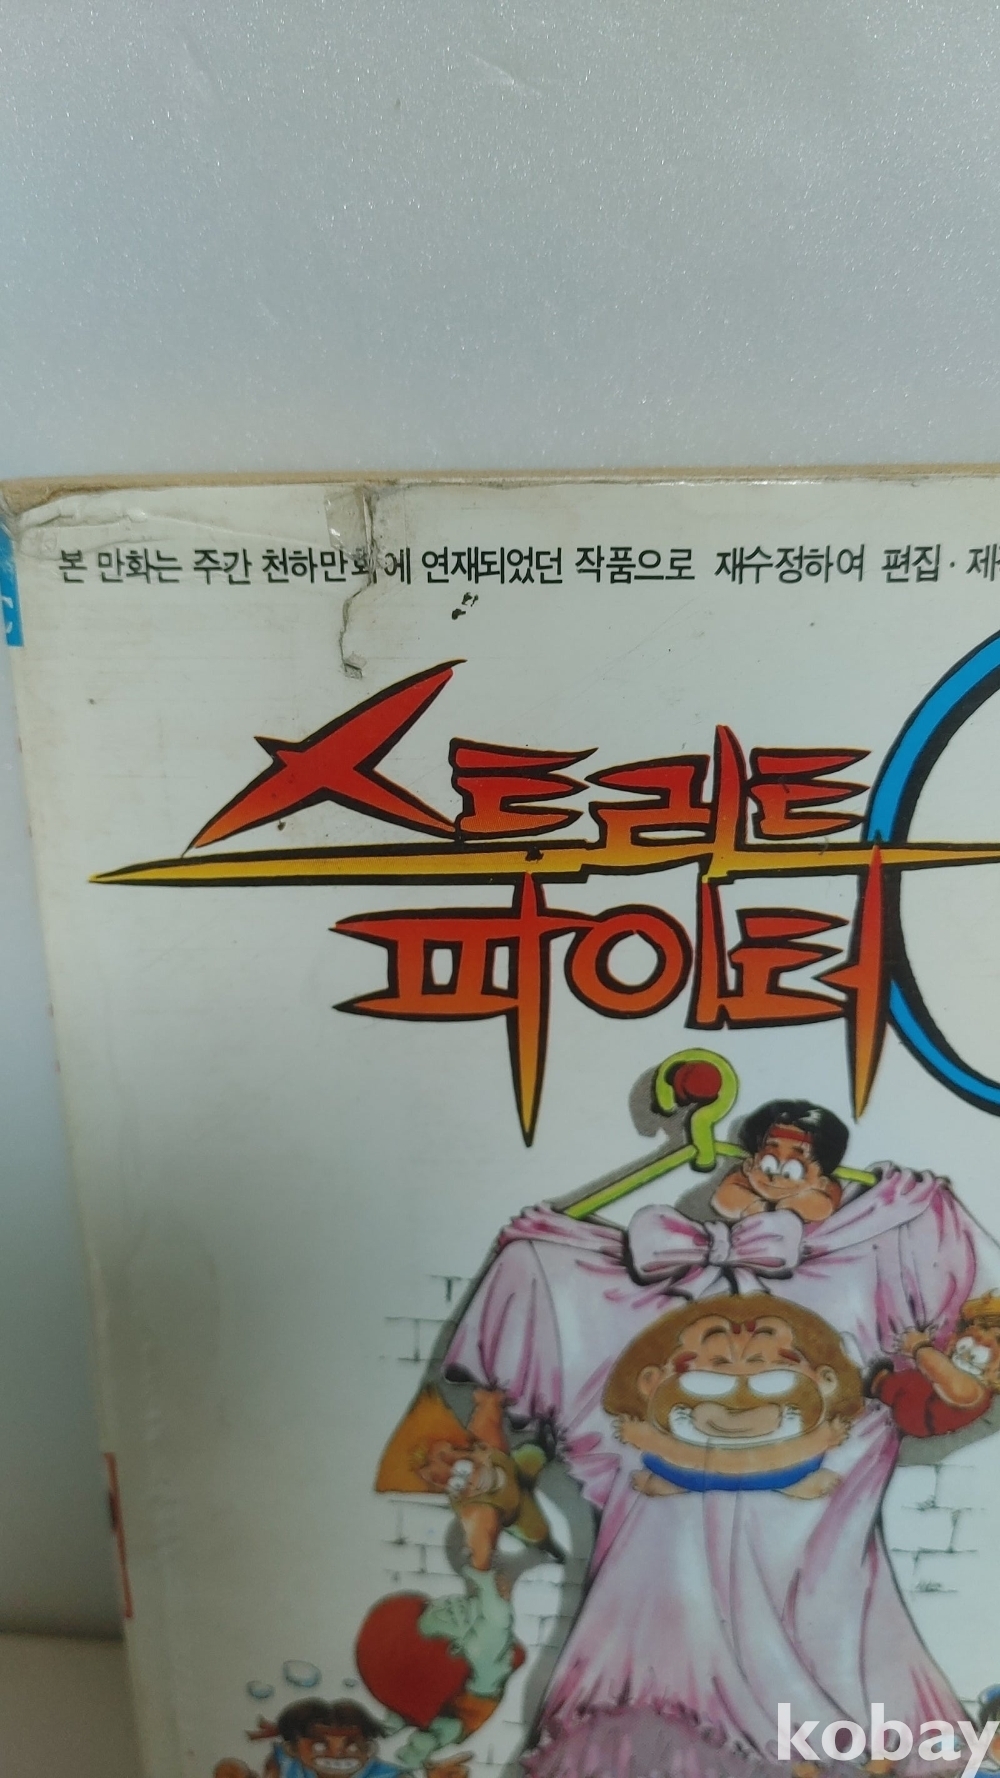 본 만화는 주간 천하만화에 연재되었던 작품으로 재수정하여 편집·
스트리트
파이터
kobay